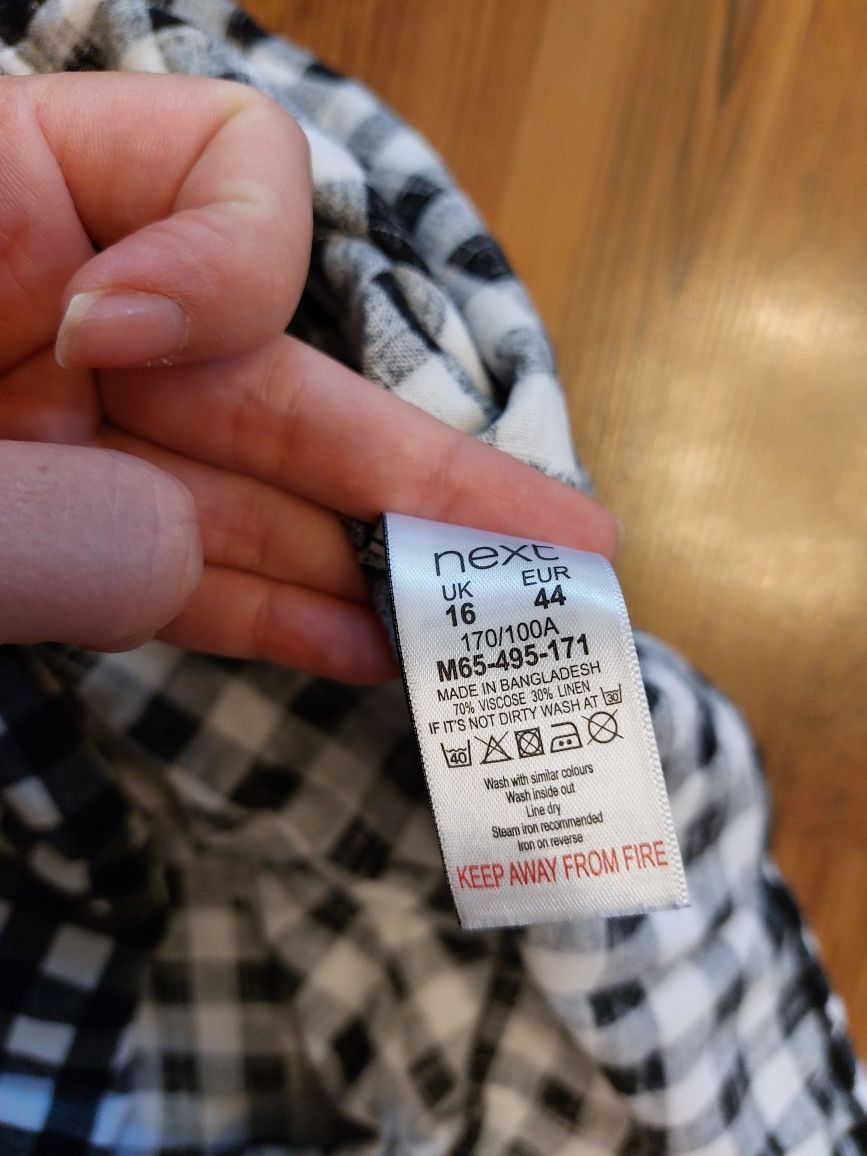 next
UK EUR
16 44
170/100A
M65-495-171
MADE IN BANGLADESH
70% VISCOSE 30% LINEN
IF IT'S NOT DIRTY WASH AT 30
40
Wash with similar colours
Wash inside out
Line dry
Steam iron recommended
Iron on reverse
KEEP AWAY FROM FIRE